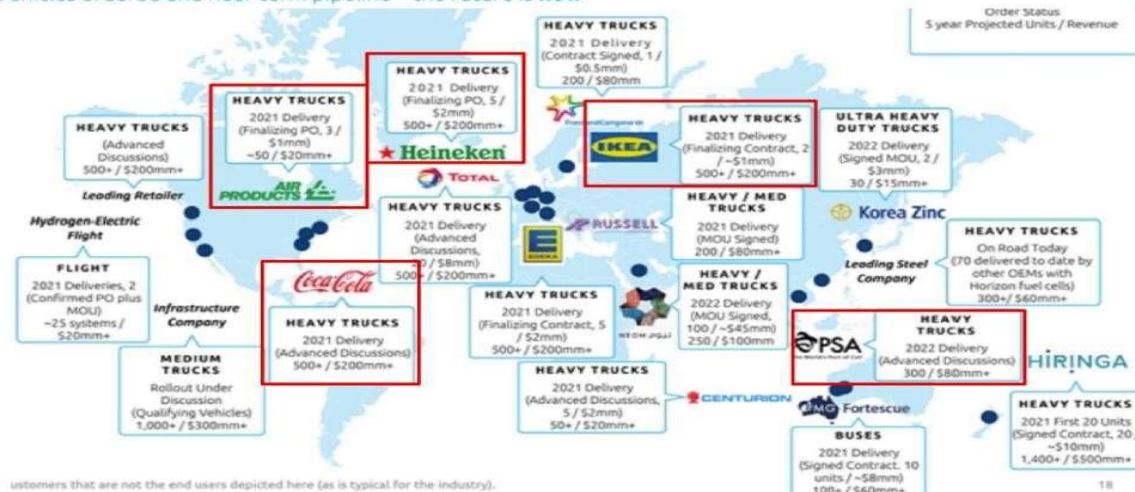 Order Status
5 year Projected Units / Revenue
HEAVY TRUCKS
2021 Delivery
(Contract Signed, 1 /
$0.5mm)
200 / $80mm
HEAVY TRUCKS
2021 Delivery
(Finalizing PO, 5 /
$2mm)
500+ / $200mm+
Heineken
HEAVY TRUCKS
2021 Delivery
(Finalizing PO, 3 /
$1mm)
~50 / $20mm+
AIR
PRODUCTS
HEAVY TRUCKS
(Advanced
Discussions)
500+ / $200mm+
Leading Retailer
IKEA
HEAVY TRUCKS
2021 Delivery
(Finalizing Contract, 2
/ ~$1mm)
500+ / $200mm+
ULTRA HEAVY
DUTY TRUCKS
2022 Delivery
(Signed MOU, 2 /
$3mm)
30 / $15mm+
Korea Zinc
TOTAL
HEAVY TRUCKS
2021 Delivery
(Advanced
Discussions,
/ $8mm)
500+ / $200mm+
Hydrogen-Electric
Flight
FLIGHT
2021 Deliveries, 2
(Confirmed PO plus
MOU)
~25 systems /
$20mm+
Infrastructure
Company
MEDIUM
TRUCKS
Rollout Under
Discussion
(Qualifying Vehicles)
1,000+ / $300mm+
Coca-Cola
HEAVY TRUCKS
2021 Delivery
(Advanced Discussions)
500+ / $200mm+
EDEKA
HEAVY TRUCKS
2021 Delivery
(Finalizing Contract, 5
/ $2mm)
500+ / $200mm+
RUSSELL
HEAVY / MED
TRUCKS
2021 Delivery
(MOU Signed)
200 / $80mm+
NEOM نيوم
HEAVY /
MED TRUCKS
2022 Delivery
(MOU Signed,
100 / ~$45mm)
250 / $100mm
Leading Steel
Company
HEAVY TRUCKS
On Road Today
(70 delivered to date by
other OEMs with
Horizon fuel cells)
300+/ $60mm+
HEAVY TRUCKS
2021 Delivery
(Advanced Discussions,
5 / $2mm)
50+ / $20mm+
CENTURION
PSA
The World's Port of Call
HEAVY
TRUCKS
2022 Delivery
(Advanced Discussions)
300 / $80mm+
FMG Fortescue
BUSES
2021 Delivery
(Signed Contract. 10
units / ~$8mm)
100+ / $60mm+
HIRINGA
HEAVY TRUCKS
2021 First 20 Units
(Signed Contract, 20
~$10mm)
1,400+ / $500mm+
ustomers that are not the end users depicted here (as is typical for the industry).
18